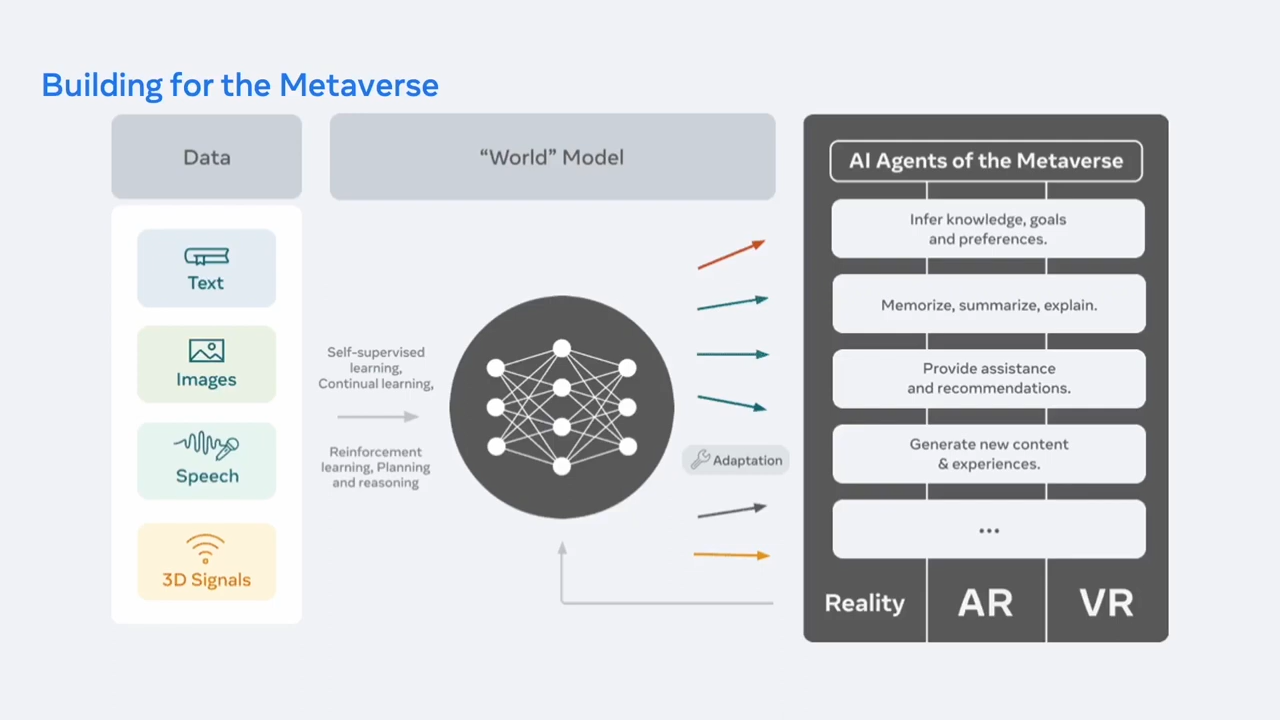 Building for the Metaverse
Data
Text
Images
Speech
3D Signals
“World” Model
Self-supervised
learning,
Continual learning,
Reinforcement
learning, Planning
and reasoning
Adaptation
AI Agents of the Metaverse
Infer knowledge, goals
and preferences.
Memorize, summarize, explain.
Provide assistance
and recommendations.
Generate new content
& experiences.
...
Reality
AR
VR